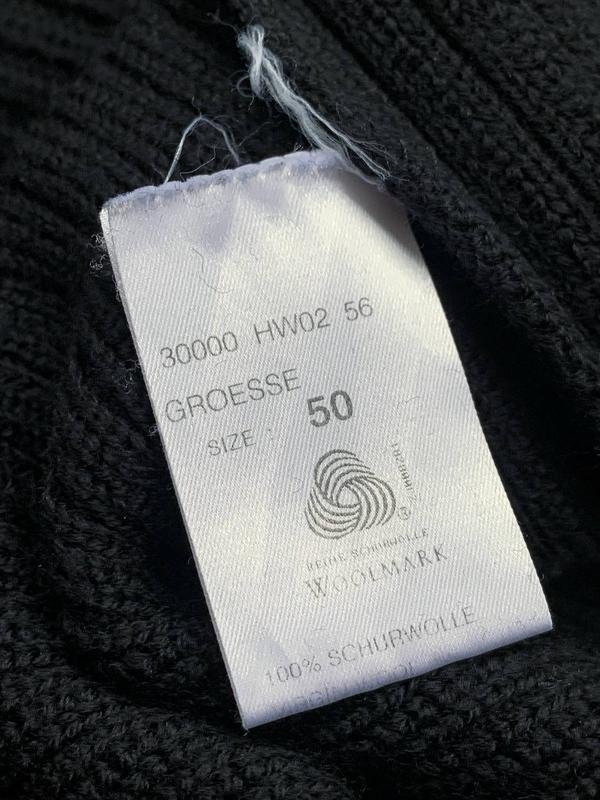 30000 HW02 56
GROESSE
SIZE : 50
REINE SCHURWOLLE
WOOLMARK
100% SCHURWOLLE